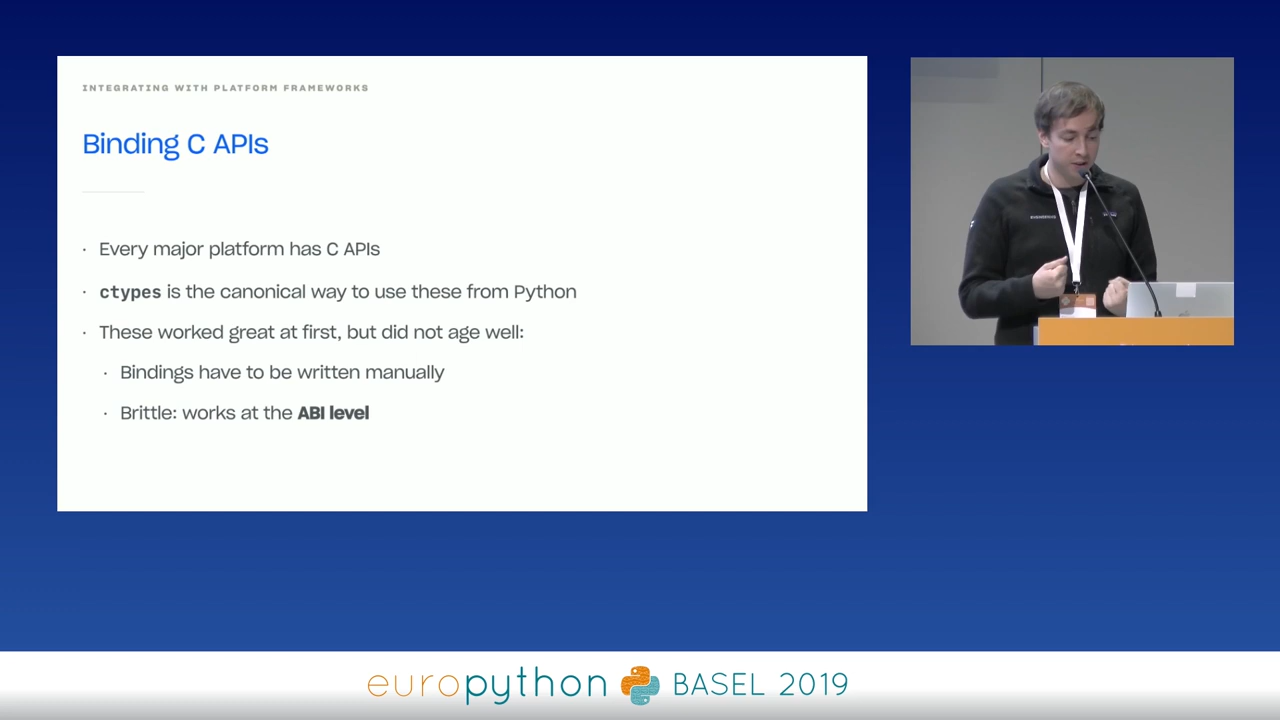 INTEGRATING WITH PLATFORM FRAMEWORKS
Binding C APIs
· Every major platform has C APIs
· ctypes is the canonical way to use these from Python
· These worked great at first, but did not age well:
· Bindings have to be written manually
· Brittle: works at the ABI level
europython BASEL 2019